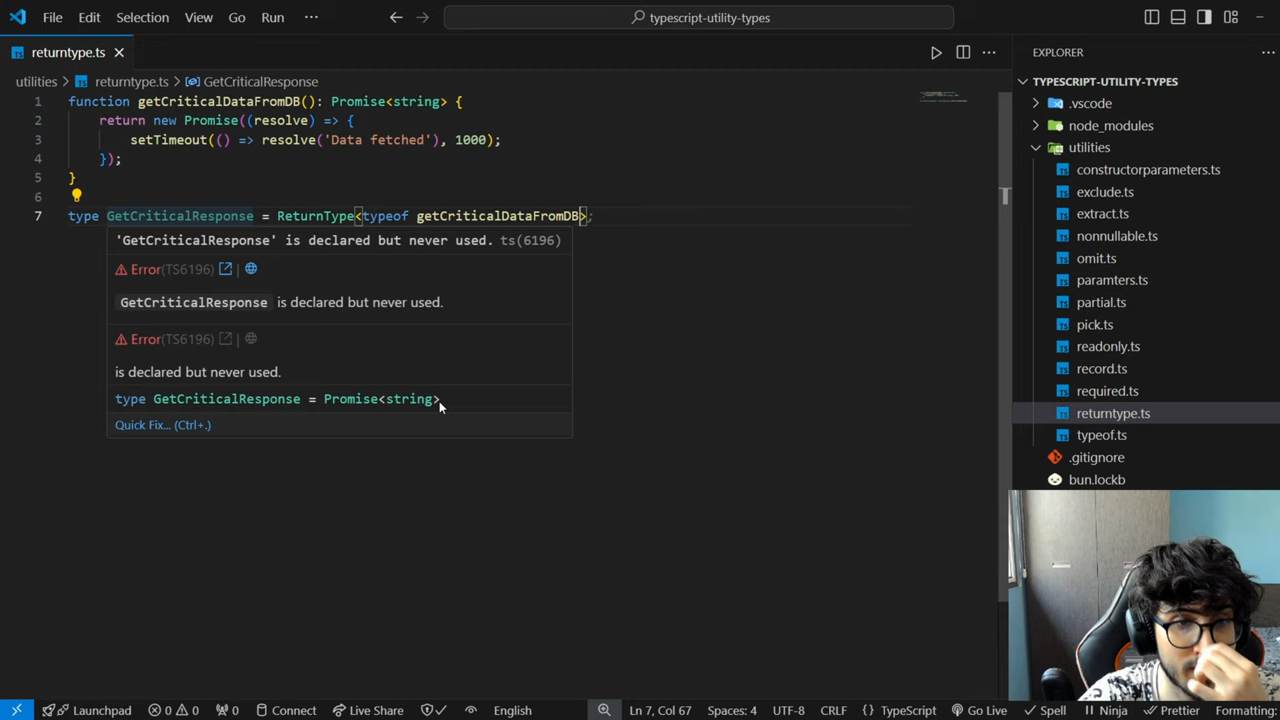 File Edit Selection View Go Run ··· typescript-utility-types
returntype.ts
EXPLORER
utilities > returntype.ts > GetCriticalResponse
TYPESCRIPT-UTILITY-TYPES
1 function getCriticalDataFromDB(): Promise<string> {
2 return new Promise((resolve) => {
3 setTimeout(() => resolve('Data fetched'), 1000);
4 });
5 }
6
7 type GetCriticalResponse = ReturnType<typeof getCriticalDataFromDB>;
'GetCriticalResponse' is declared but never used. ts(6196)
Error(TS6196) |
GetCriticalResponse is declared but never used.
Error(TS6196) |
is declared but never used.
type GetCriticalResponse = Promise<string>
Quick Fix... (Ctrl+.)
.vscode
node_modules
utilities
constructorparameters.ts
exclude.ts
extract.ts
nonnullable.ts
omit.ts
paramters.ts
partial.ts
pick.ts
readonly.ts
record.ts
required.ts
returntype.ts
typeof.ts
.gitignore
bun.lockb
Launchpad 0 0 0 Connect Live Share English Ln 7, Col 67 Spaces: 4 UTF-8 CRLF {} TypeScript Go Live Spell Ninja Prettier Formatting: